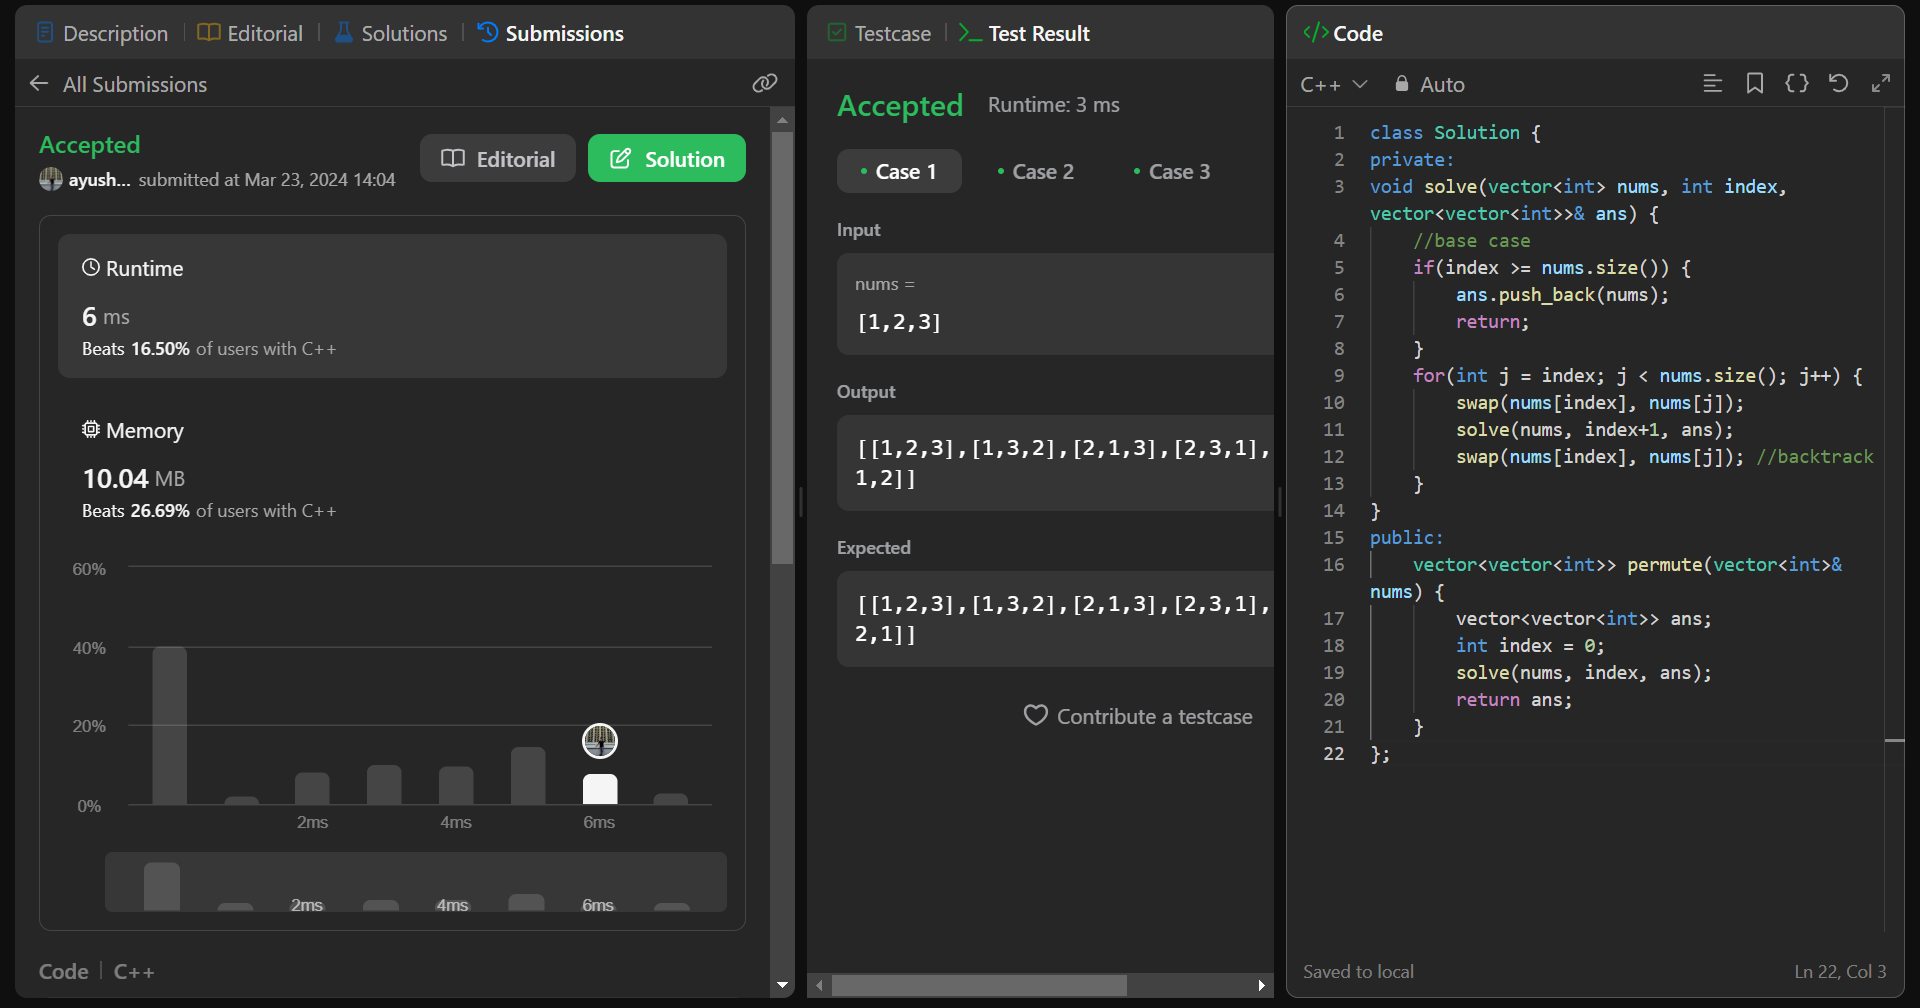 Description
Editorial
Solutions
Submissions
All Submissions
Accepted
ayush... submitted at Mar 23, 2024 14:04
Editorial
Solution
Runtime
6 ms
Beats 16.50% of users with C++
Memory
10.04 MB
Beats 26.69% of users with C++
60%
40%
20%
0%
2ms 4ms 6ms
2ms 4ms 6ms
Code
C++
Testcase
Test Result
Accepted Runtime: 3 ms
Case 1
Case 2
Case 3
Input
nums =
[1,2,3]
Output
[[1,2,3],[1,3,2],[2,1,3],[2,3,1],
1,2]]
Expected
[[1,2,3],[1,3,2],[2,1,3],[2,3,1],
2,1]]
Contribute a testcase
</> Code
C++
Auto
{}
1 class Solution {
2 private:
3 void solve(vector<int> nums, int index,
vector<vector<int>>& ans) {
4 //base case
5 if(index >= nums.size()) {
6 ans.push_back(nums);
7 return;
8 }
9 for(int j = index; j < nums.size(); j++) {
10 swap(nums[index], nums[j]);
11 solve(nums, index+1, ans);
12 swap(nums[index], nums[j]); //backtrack
13 }
14 }
15 public:
16 vector<vector<int>> permute(vector<int>&
nums) {
17 vector<vector<int>> ans;
18 int index = 0;
19 solve(nums, index, ans);
20 return ans;
21 }
22 };
Saved to local
Ln 22, Col 3